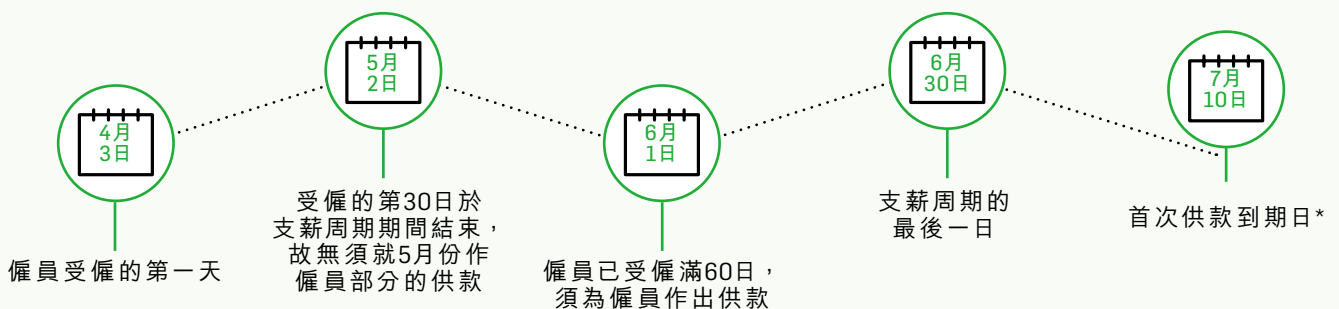 4月
3日
僱員受僱的第一天
5月
2日
受僱的第30日於
支薪周期期間結束，
故無須就5月份作
僱員部分的供款
6月
1日
僱員已受僱滿60日，
須為僱員作出供款
6月
30日
支薪周期的
最後一日
7月
10日
首次供款到期日*